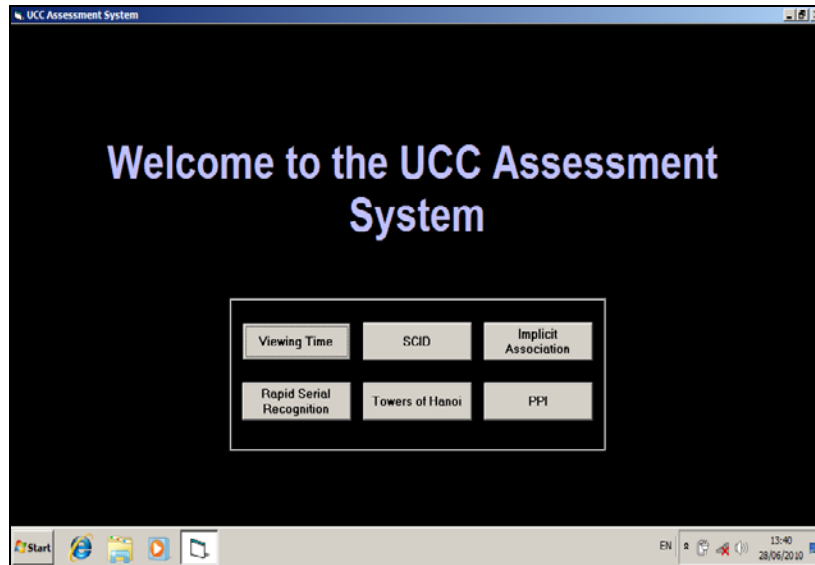 UCC Assessment System
Welcome to the UCC Assessment
System
Viewing Time
SCID
Implicit
Association
Rapid Serial
Recognition
Towers of Hanoi
PPI
Start
EN
13:40
28/06/2010